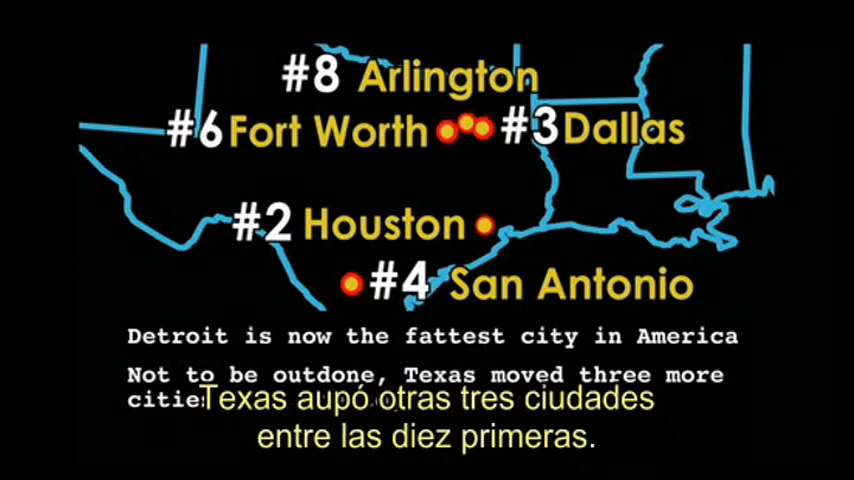 #8 Arlington
#6 Fort Worth #3 Dallas
#2 Houston
#4 San Antonio
Detroit is now the fattest city in America
Not to be outdone, Texas moved three more
Texas aupó otras tres ciudades
entre las diez primeras.